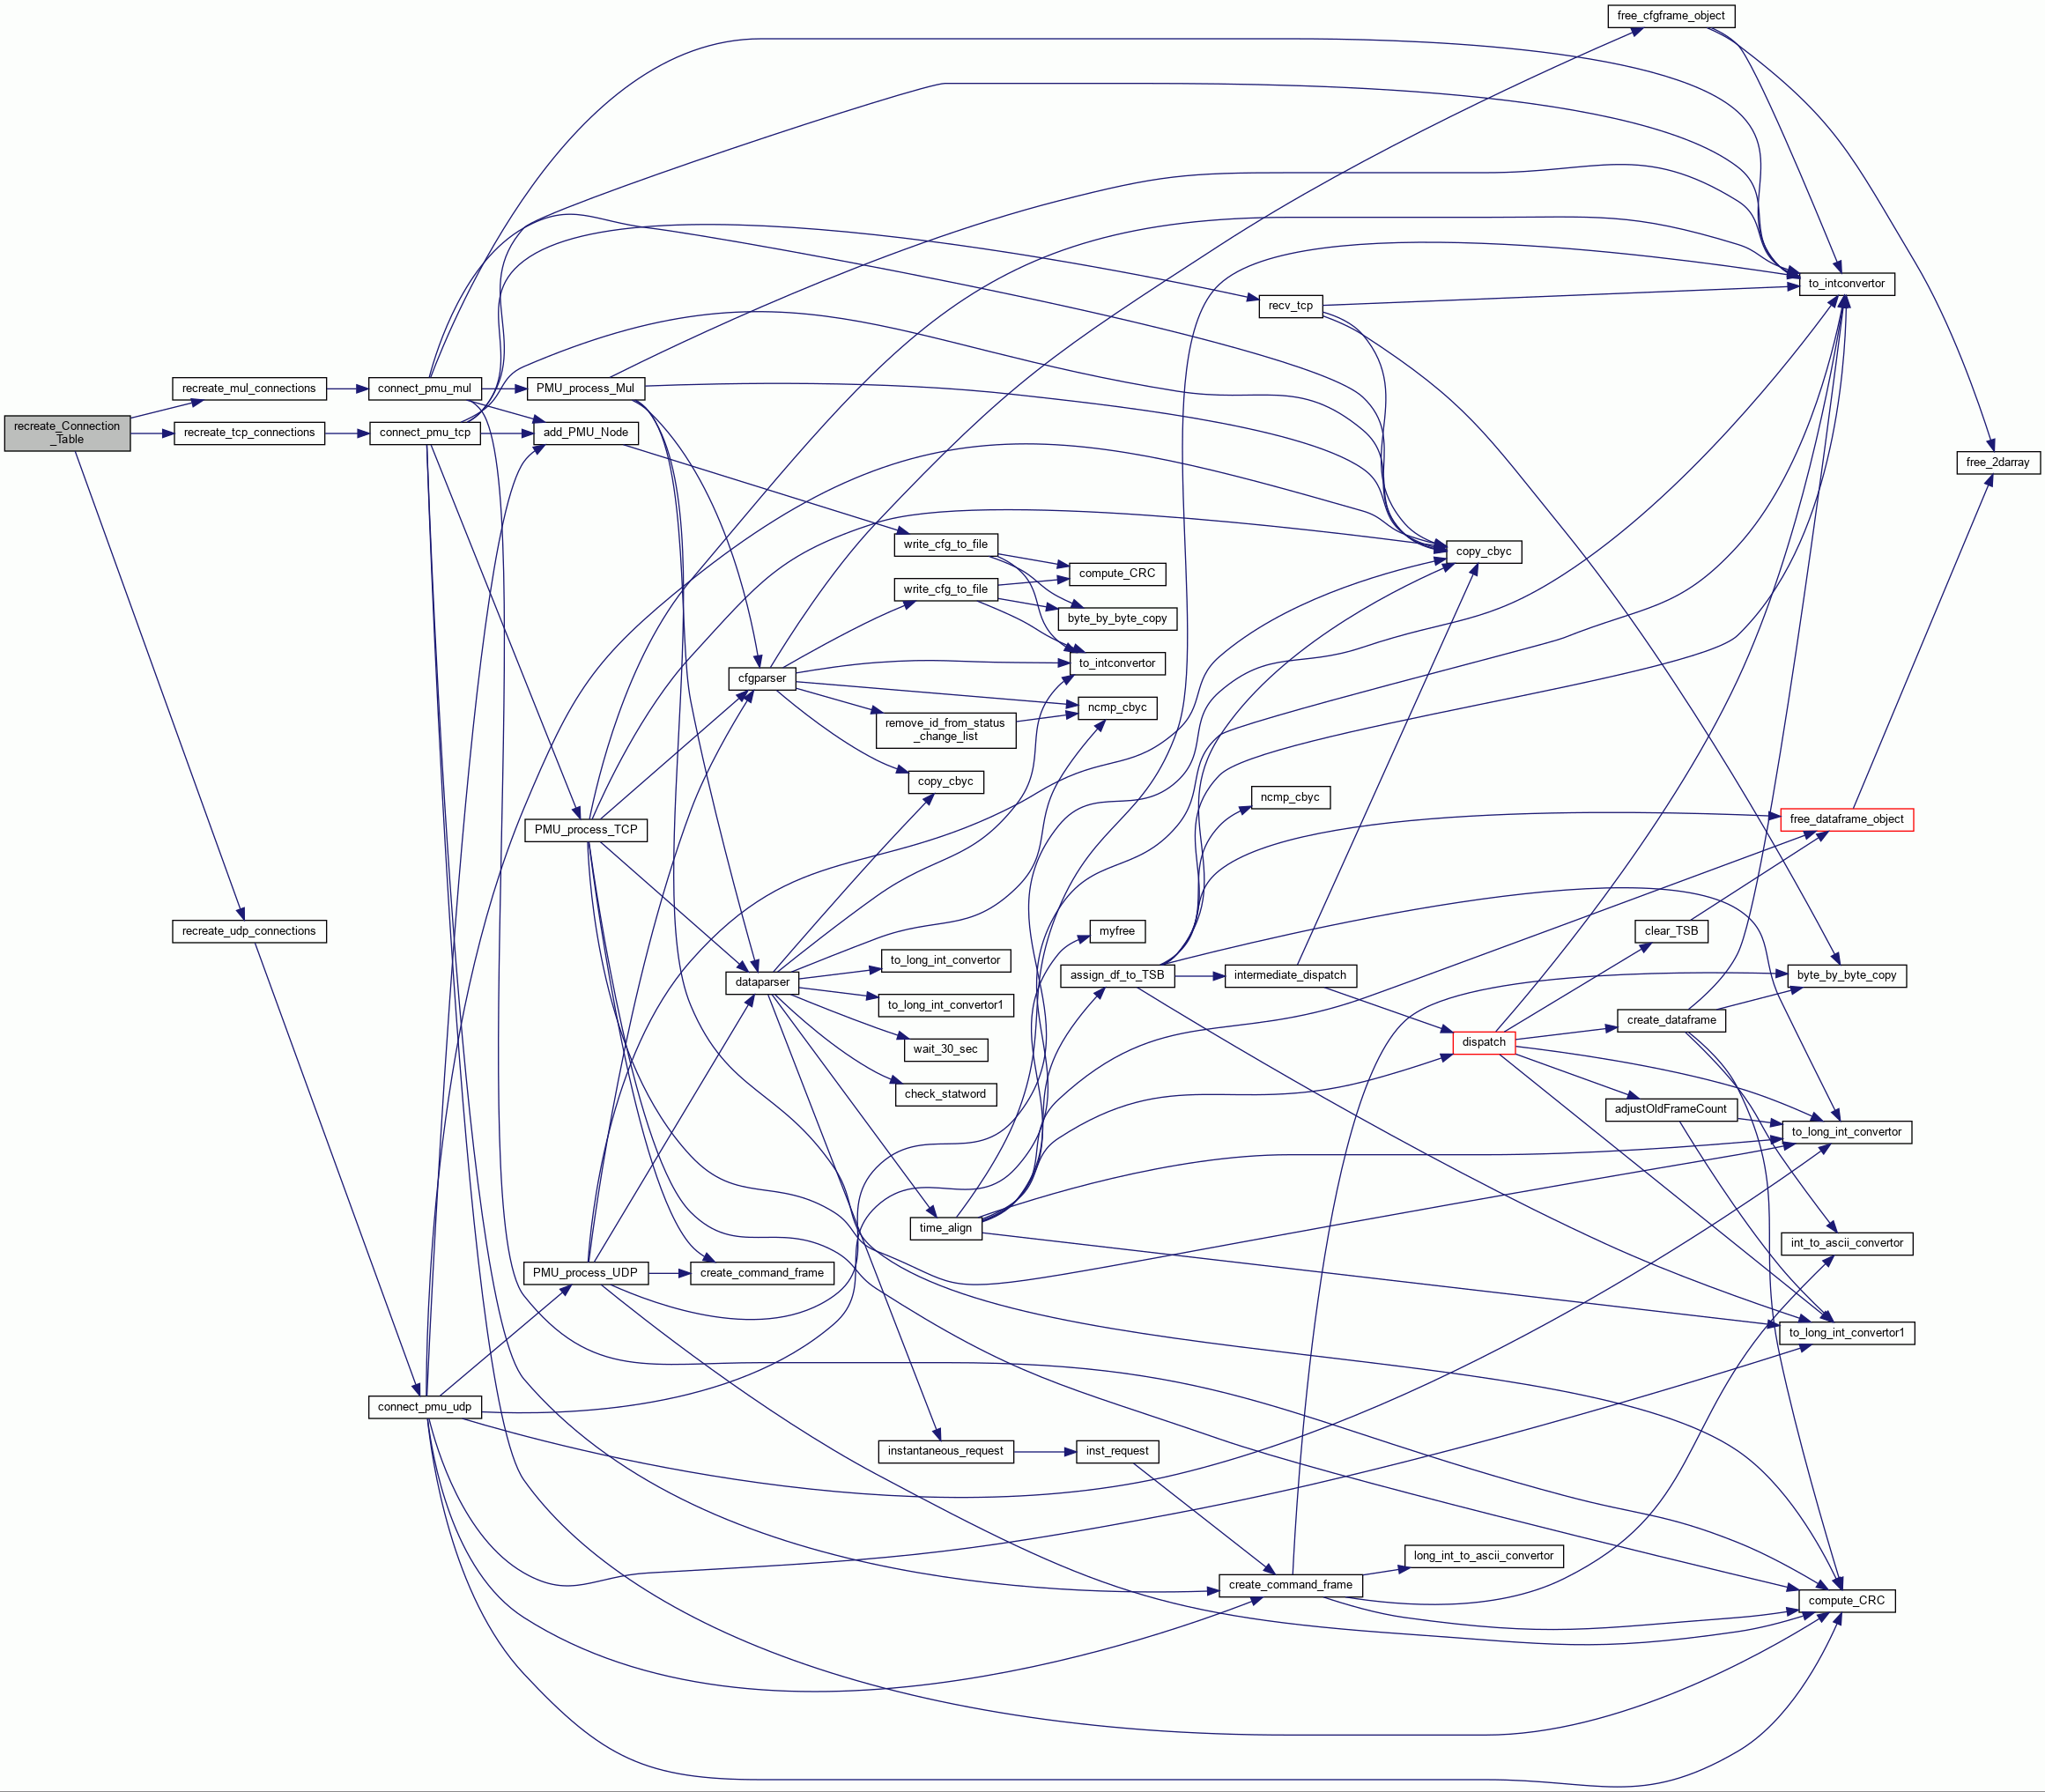 free_cfgframe_object
to_intconvertor
recv_tcp
recreate_mul_connections
connect_pmu_mul
PMU_process_Mul
recreate_Connection
_Table
recreate_tcp_connections
connect_pmu_tcp
add_PMU_Node
free_2darray
write_cfg_to_file
copy_cbyc
compute_CRC
write_cfg_to_file
byte_by_byte_copy
to_intconvertor
cfgparser
ncmp_cbyc
remove_id_from_status
_change_list
copy_cbyc
ncmp_cbyc
PMU_process_TCP
free_dataframe_object
recreate_udp_connections
myfree
clear_TSB
to_long_int_convertor
assign_df_to_TSB
intermediate_dispatch
byte_by_byte_copy
dataparser
to_long_int_convertor1
create_dataframe
wait_30_sec
dispatch
check_statword
adjustOldFrameCount
to_long_int_convertor
time_align
int_to_ascii_convertor
PMU_process_UDP
create_command_frame
to_long_int_convertor1
connect_pmu_udp
instantaneous_request
inst_request
long_int_to_ascii_convertor
create_command_frame
compute_CRC